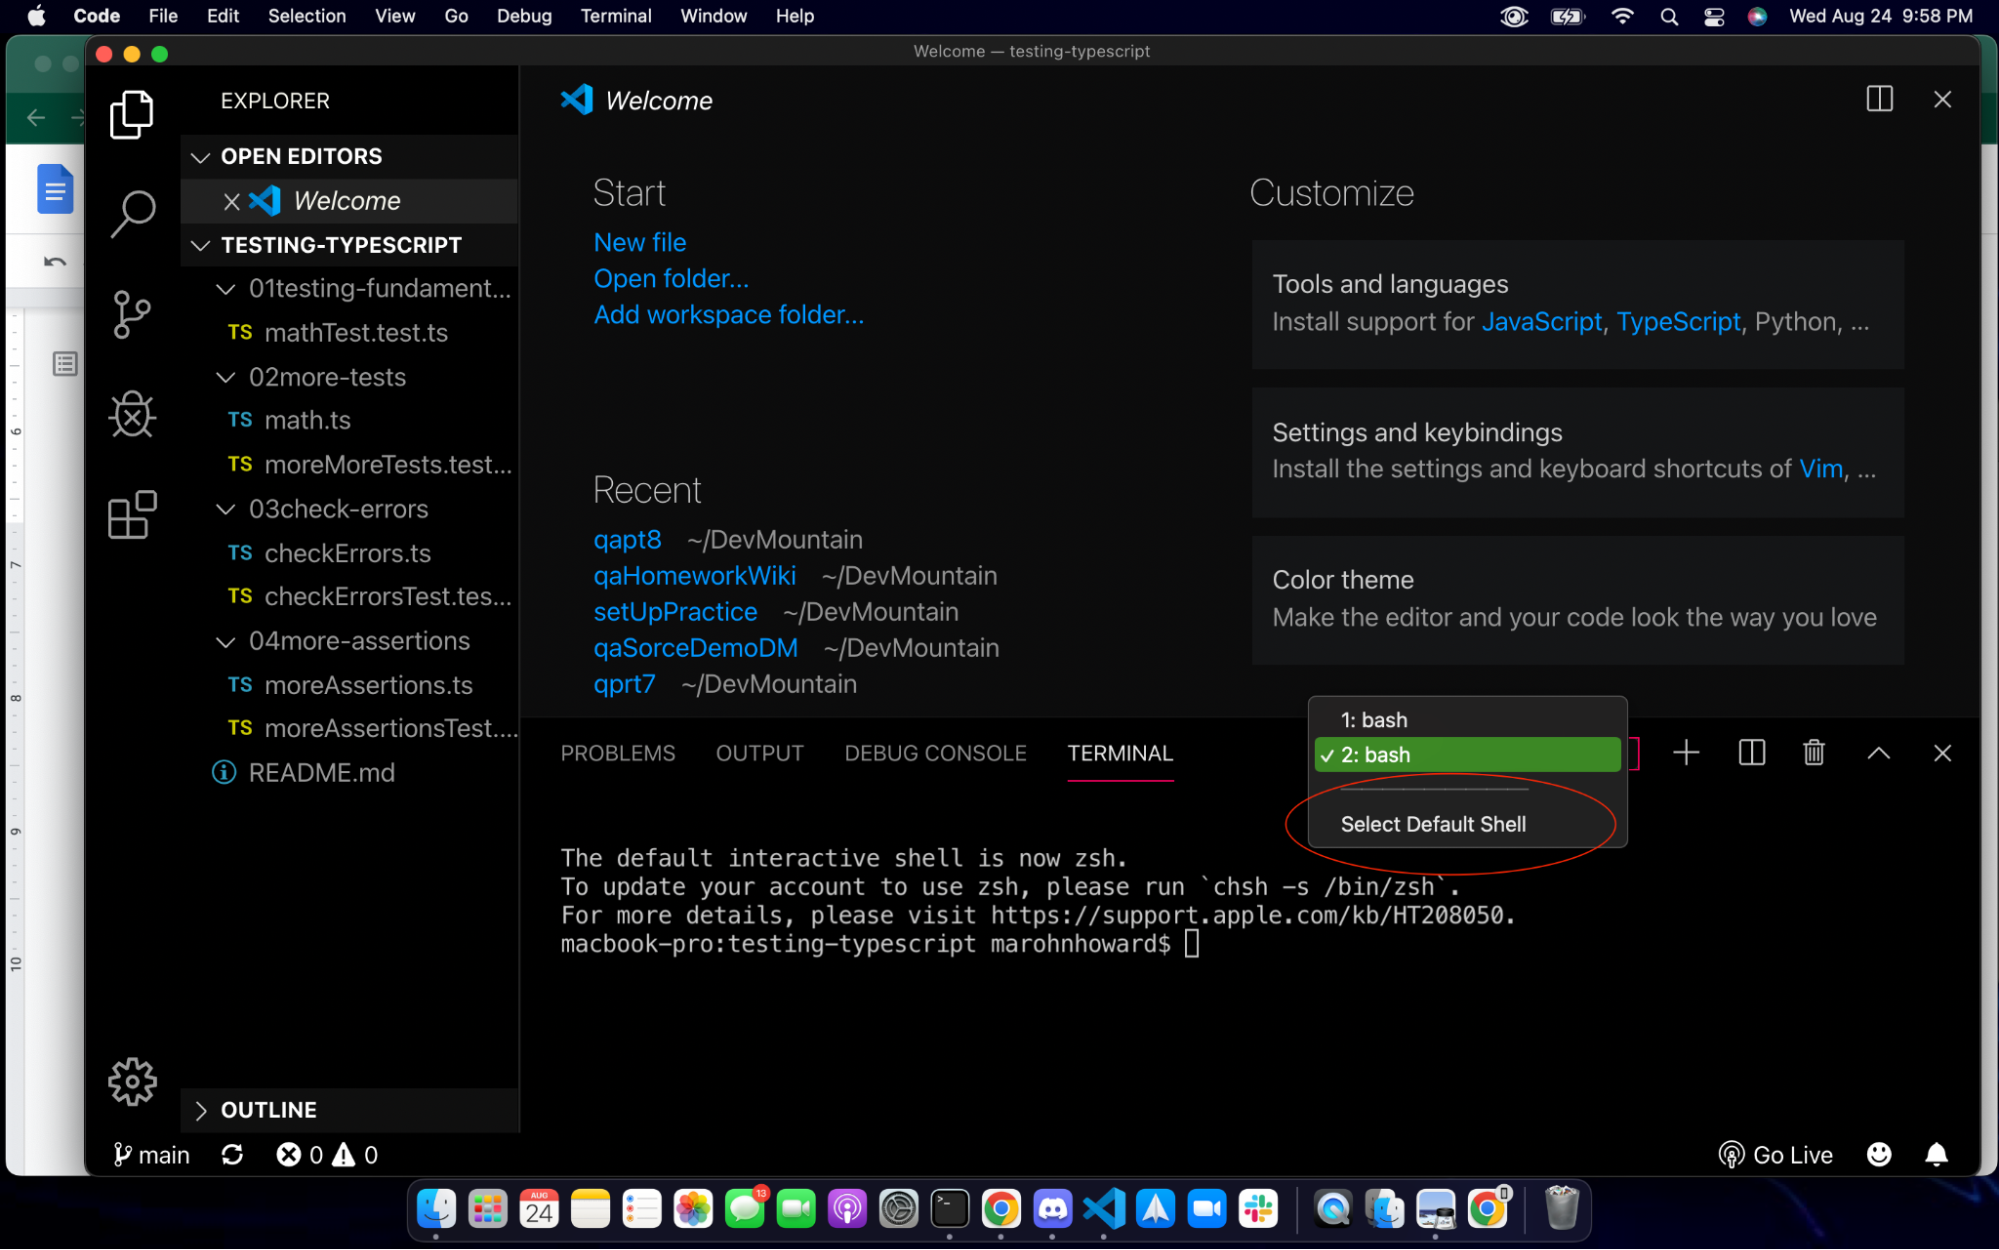 Code File Edit Selection View Go Debug Terminal Window Help Wed Aug 24 9:58 PM
Welcome — testing-typescript
EXPLORER
OPEN EDITORS
Welcome
TESTING-TYPESCRIPT
01testing-fundament...
TS mathTest.test.ts
02more-tests
TS math.ts
TS moreMoreTests.test...
03check-errors
TS checkErrors.ts
TS checkErrorsTest.tes...
04more-assertions
TS moreAssertions.ts
TS moreAssertionsTest....
README.md
OUTLINE
Welcome
Start
New file
Open folder...
Add workspace folder...
Recent
qapt8 ~/DevMountain
qaHomeworkWiki ~/DevMountain
setUpPractice ~/DevMountain
qaSorceDemoDM ~/DevMountain
qprt7 ~/DevMountain
Customize
Tools and languages
Install support for JavaScript, TypeScript, Python, ...
Settings and keybindings
Install the settings and keyboard shortcuts of Vim, ...
Color theme
Make the editor and your code look the way you love
PROBLEMS OUTPUT DEBUG CONSOLE TERMINAL
1: bash
✓ 2: bash
Select Default Shell
The default interactive shell is now zsh.
To update your account to use zsh, please run `chsh -s /bin/zsh`.
For more details, please visit https://support.apple.com/kb/HT208050.
macbook-pro:testing-typescript marohnhoward$
main 0 0 Go Live
6
7
8
9
10
AUG
24
13